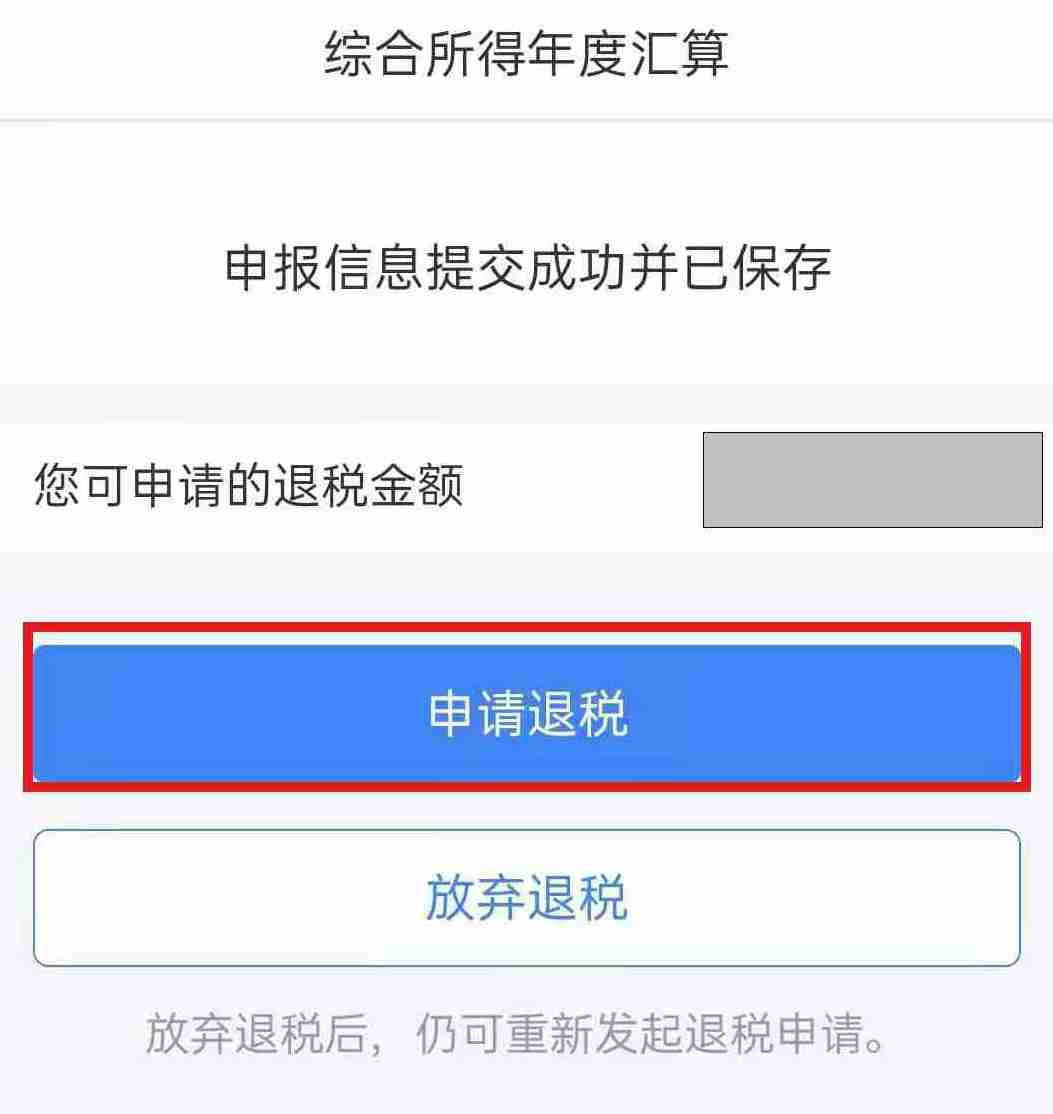 综合所得年度汇算
申报信息提交成功并已保存
您可申请的退税金额
申请退税
放弃退税
放弃退税后，仍可重新发起退税申请。